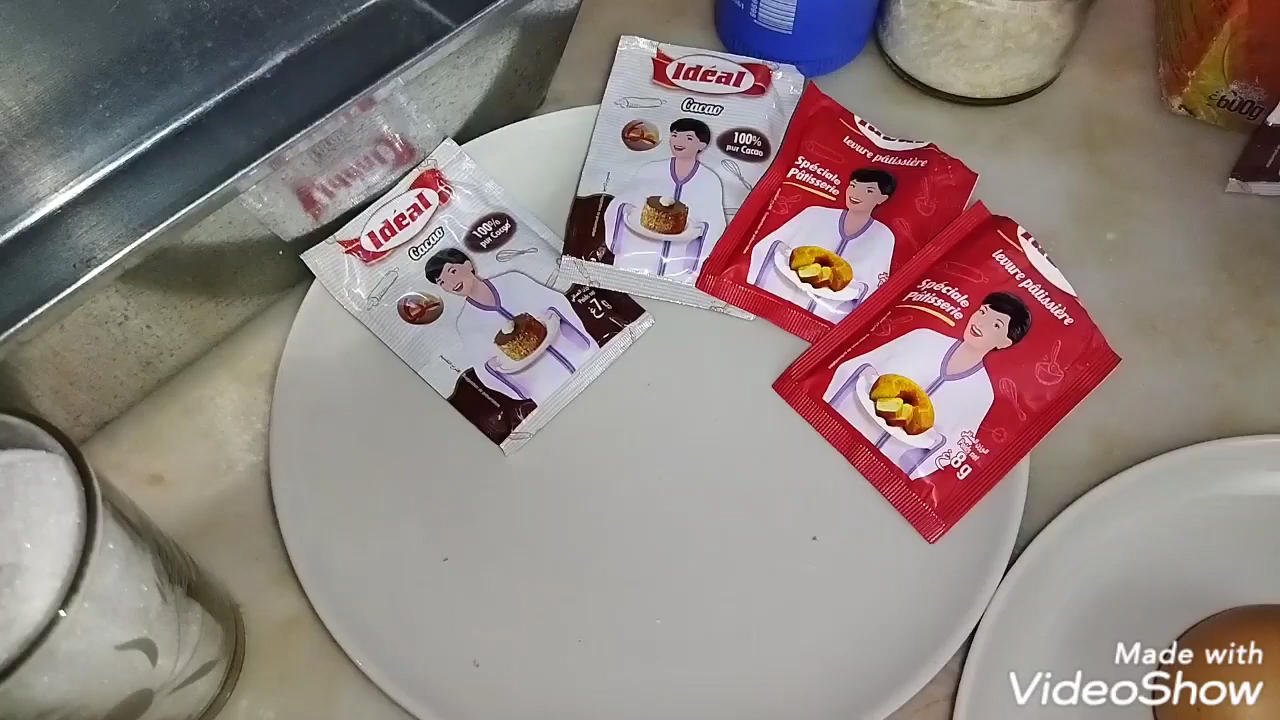 Idéal
Cacao
100%
pur Cacao
Idéal
Cacao
100%
pur Cacao
7g
levure pâtissière
Spéciale
Pâtisserie
levure pâtissière
Spéciale
Pâtisserie
8g
600g
Made with
VideoShow